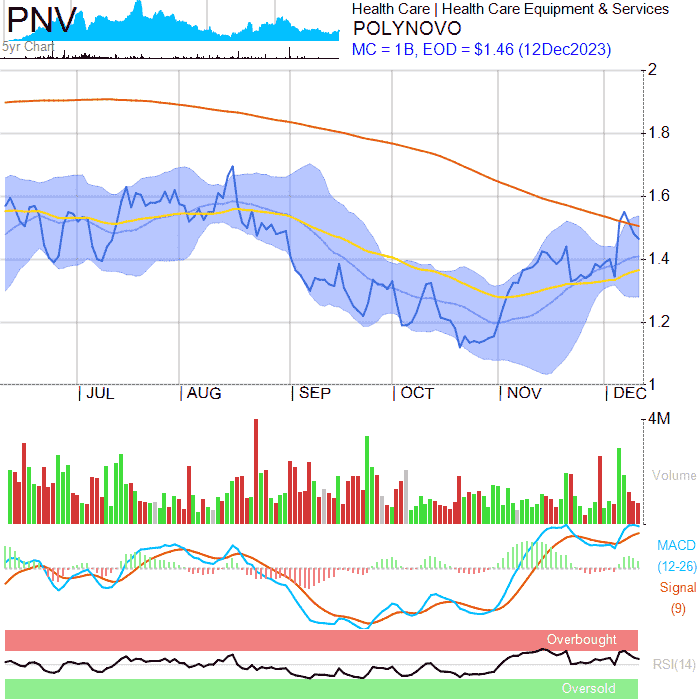 PNV
5yr Chart
Health Care | Health Care Equipment & Services
POLYNOVO
MC = 1B, EOD = $1.46 (12Dec2023)
2
1.8
1.6
1.4
1.2
1
JUL
AUG
SEP
OCT
NOV
DEC
4M
Volume
MACD
(12-26)
Signal
(9)
Overbought
RSI(14)
Oversold